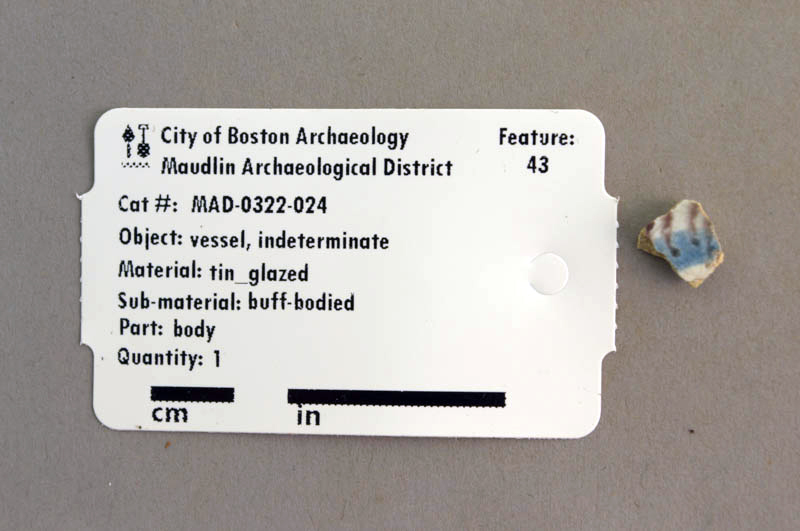 City of Boston Archaeology
Maudlin Archaeological District
Feature:
43
Cat #: MAD-0322-024
Object: vessel, indeterminate
Material: tin_glazed
Sub-material: buff-bodied
Part: body
Quantity: 1
cm
in